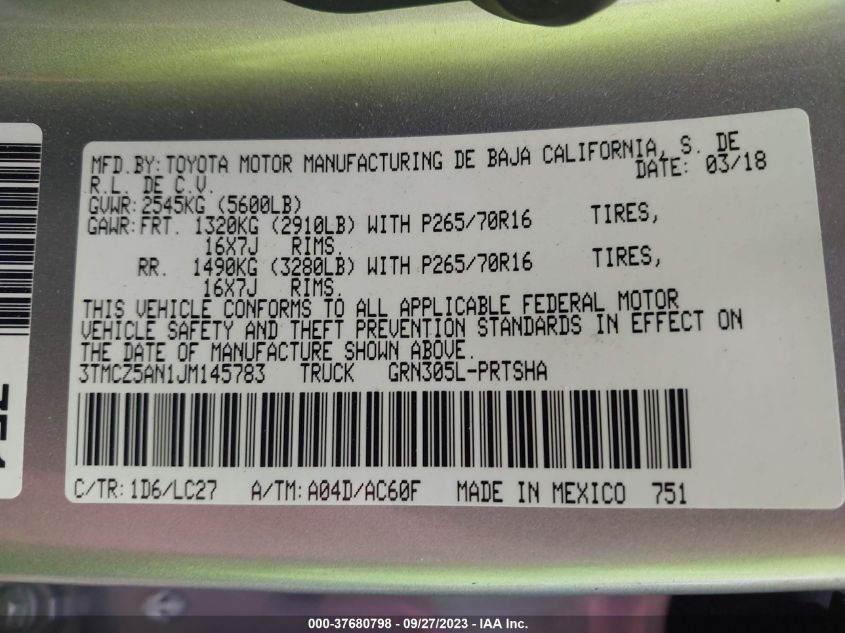 MFD.BY:TOYOTA MOTOR MANUFACTURING DE BAJA CALIFORNIA, S. DE
R.L. DE C.V. DATE: 03/18
GVWR:2545KG (5600LB)
GAWR:FRT. 1320KG (2910LB) WITH P265/70R16 TIRES,
16X7J RIMS.
RR. 1490KG (3280LB) WITH P265/70R16 TIRES,
16X7J RIMS.
THIS VEHICLE CONFORMS TO ALL APPLICABLE FEDERAL MOTOR
VEHICLE SAFETY AND THEFT PREVENTION STANDARDS IN EFFECT ON
THE DATE OF MANUFACTURE SHOWN ABOVE.
3TMCZ5AN1JM145783 TRUCK GRN305L-PRTSHA
C/TR:1D6/LC27 A/TM:A04D/AC60F MADE IN MEXICO 751
000-37680798 - 09/27/2023 - IAA Inc.